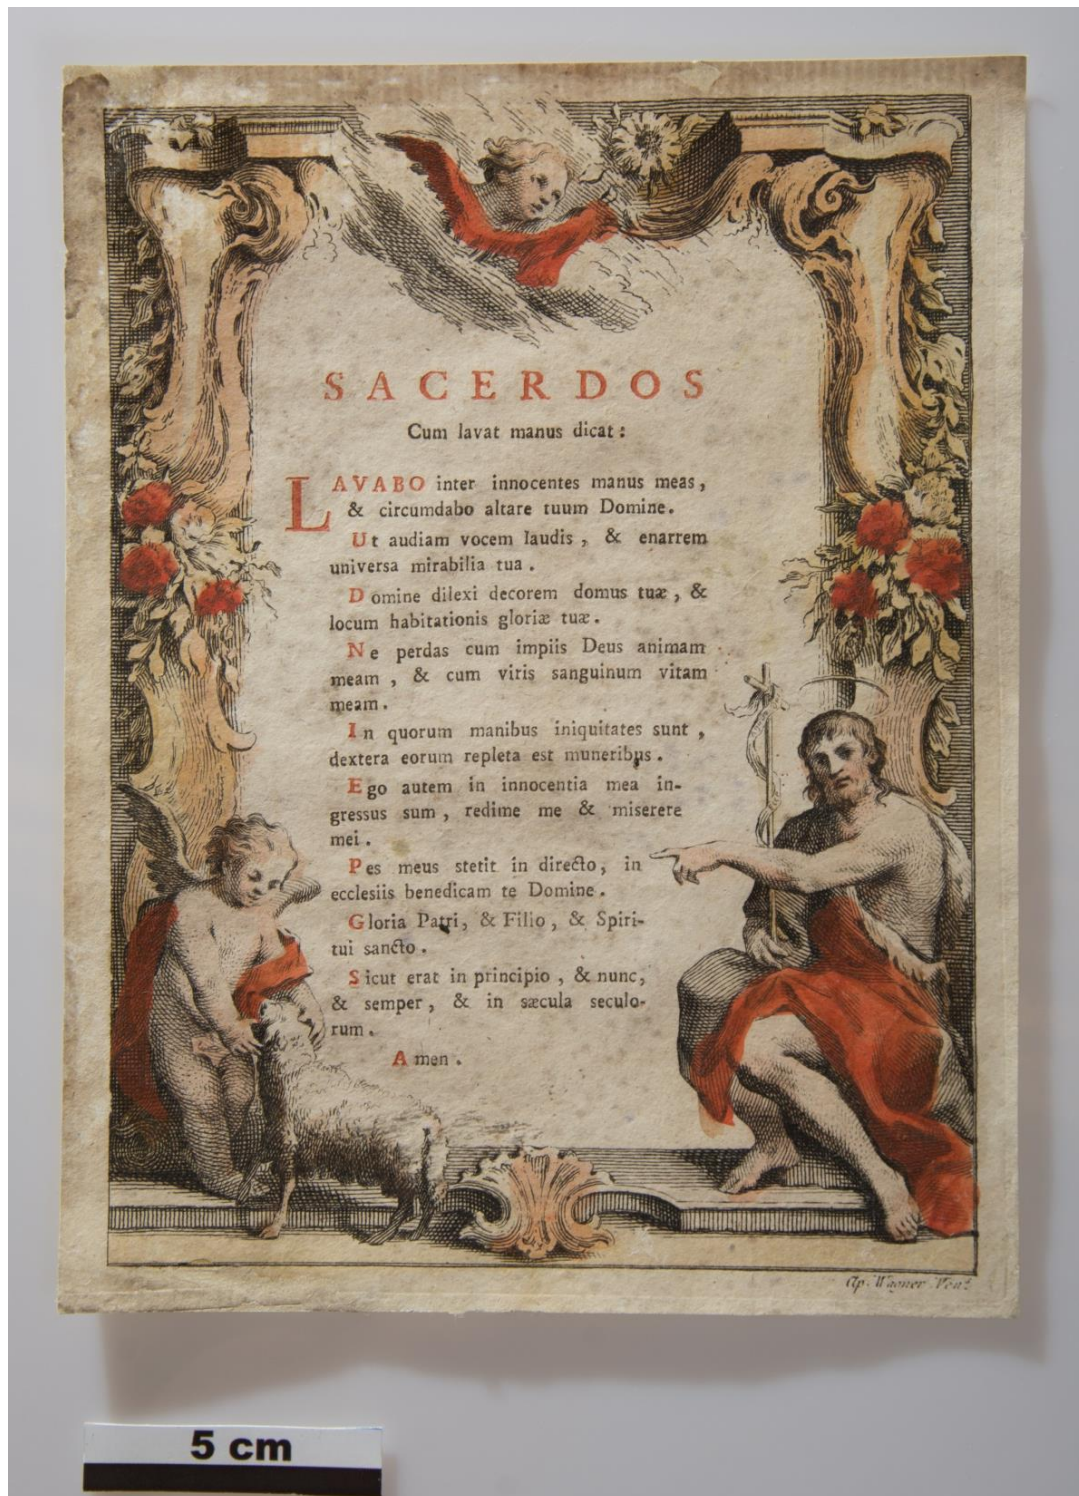 SACERDOS
Cum lavat manus dicat :
LAVABO inter innocentes manus meas,
& circumdabo altare tuum Domine.
Ut audiam vocem laudis, & enarrem
universa mirabilia tua.
Domine dilexi decorem domus tuæ, &
locum habitationis gloriæ tuæ.
Ne perdas cum impiis Deus animam
meam, & cum viris sanguinum vitam
meam.
In quorum manibus iniquitates sunt,
dextera eorum repleta est muneribus.
Ego autem in innocentia mea in-
gressus sum, redime me & miserere
mei.
Pes meus stetit in directo, in
ecclesiis benedicam te Domine.
Gloria Patri, & Filio, & Spiri-
tui sancto.
Sicut erat in principio, & nunc,
& semper, & in sæcula seculo-
rum.
Amen.
Ap. Wagner Ven.ª
5 cm